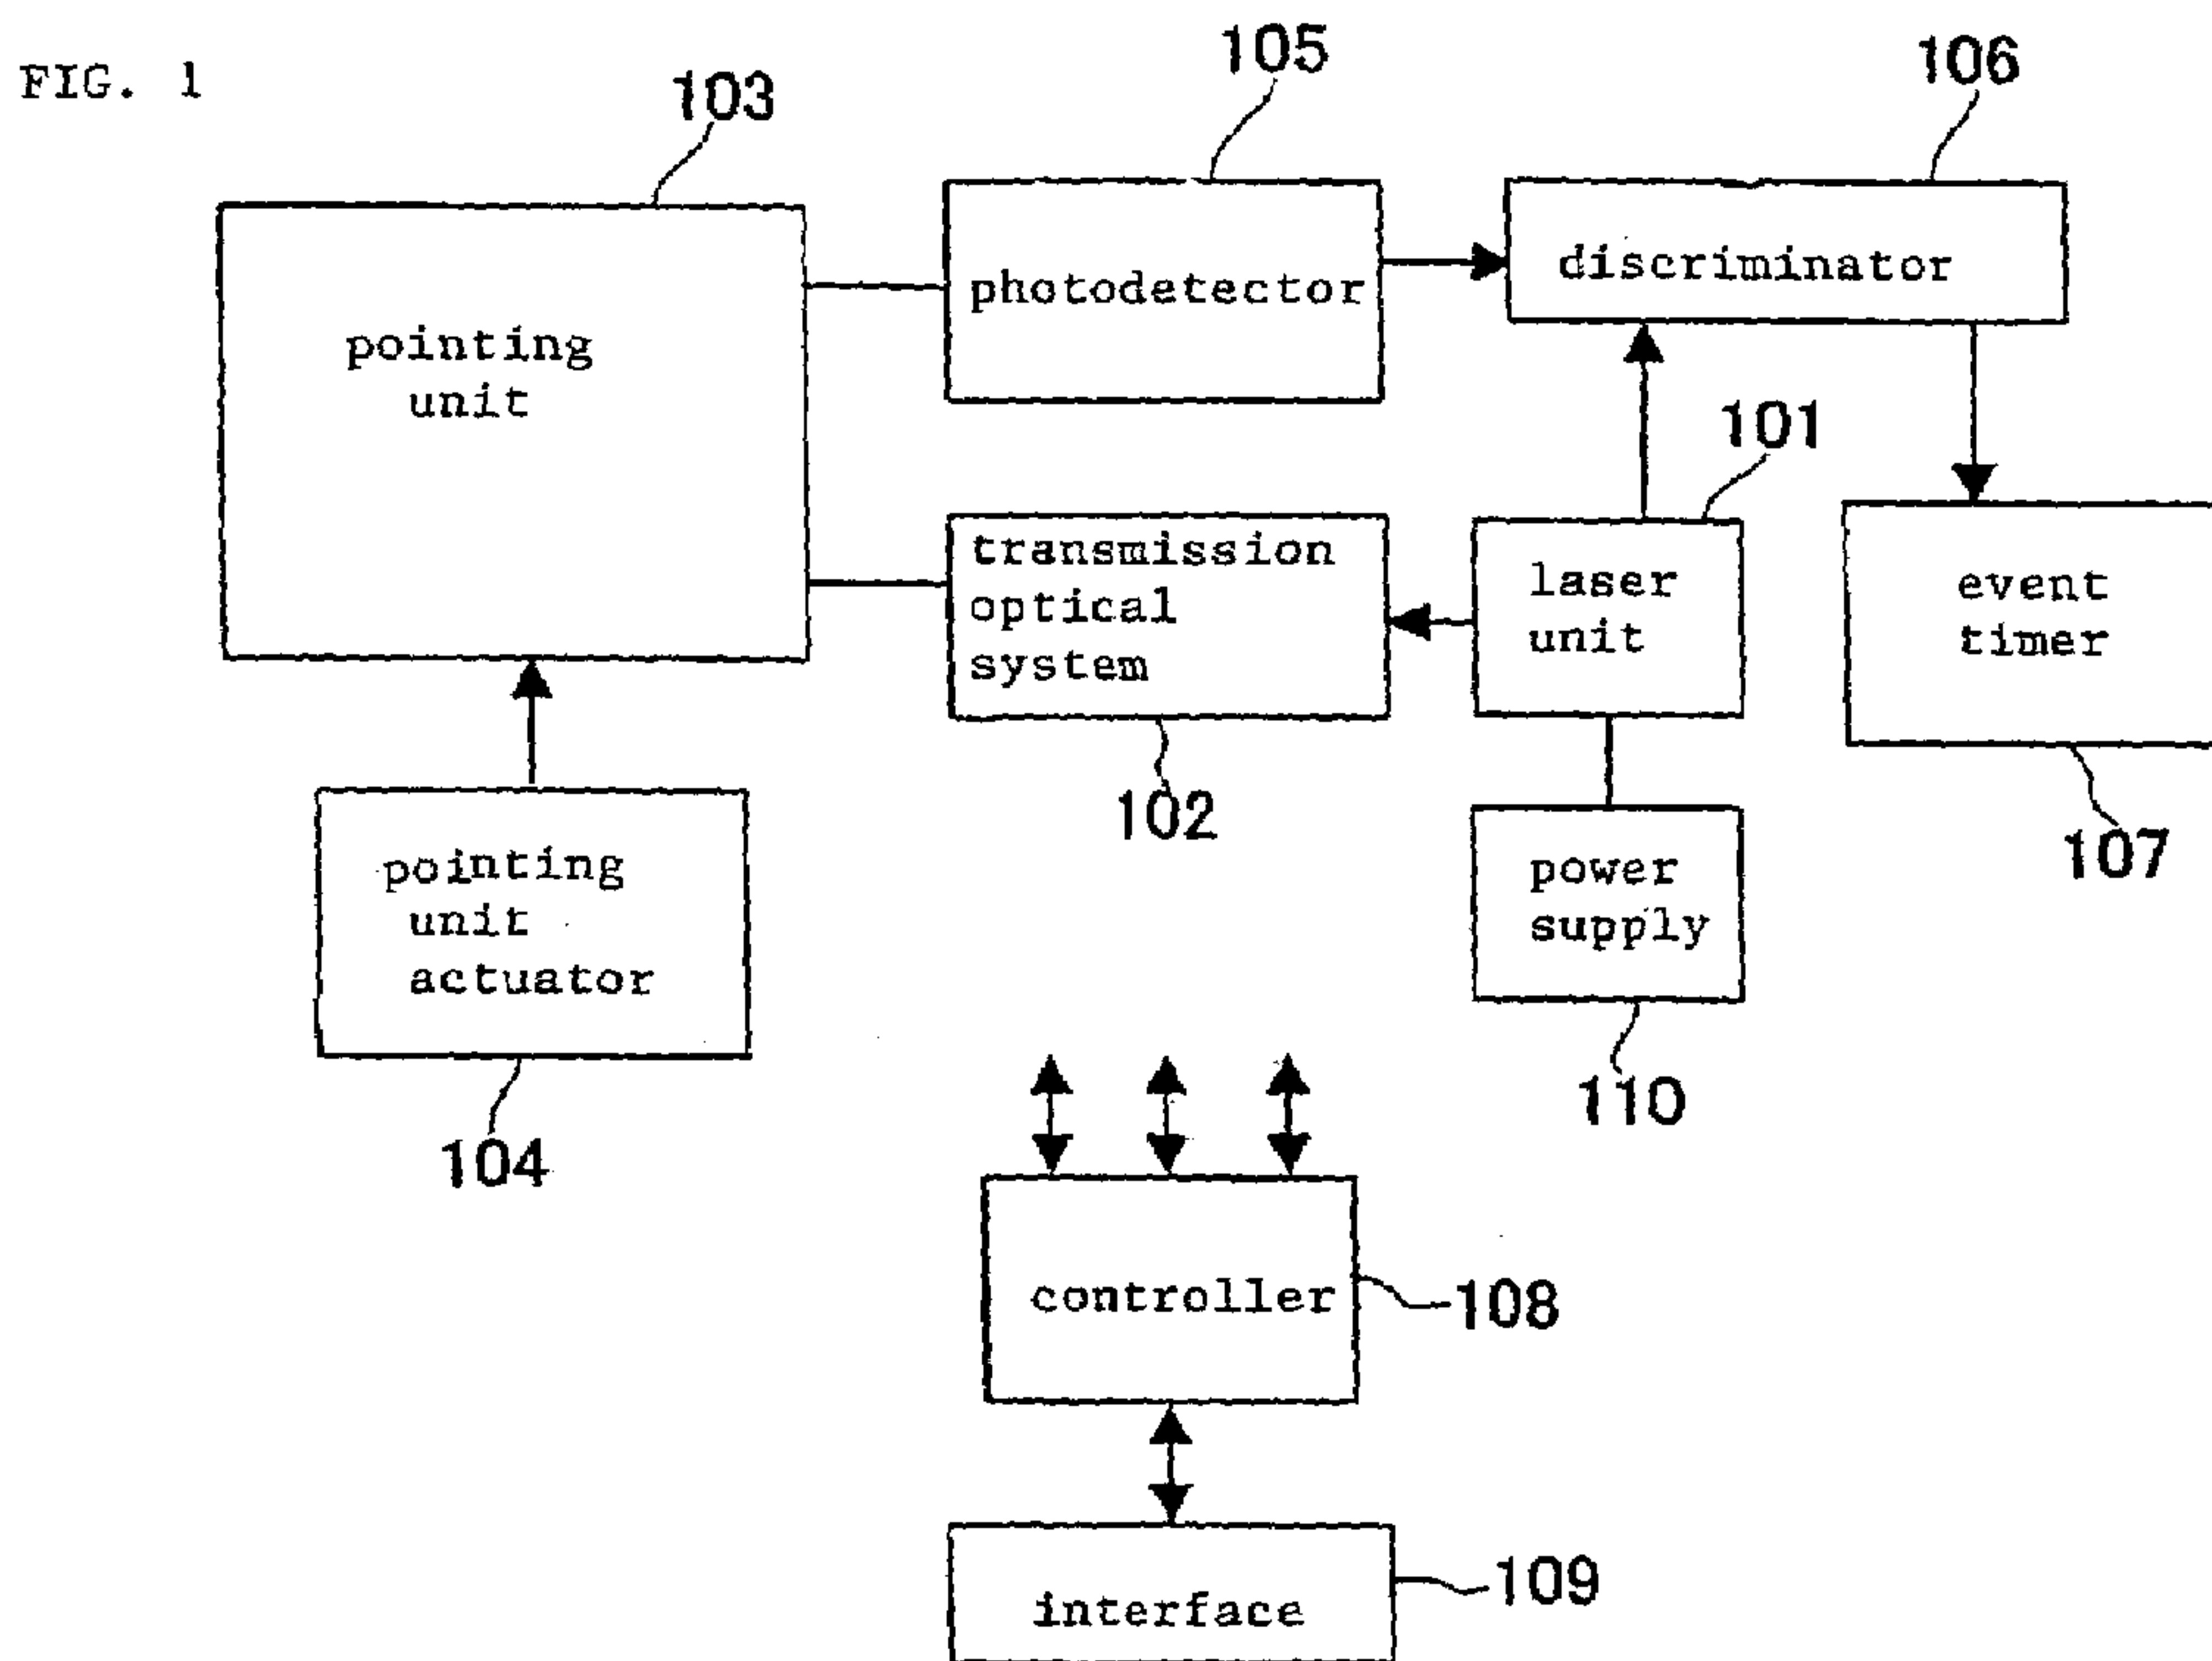 FIG. 1
103
105
106
pointing
unit
photodetector
discriminator
101
transmission
optical
system
laser
unit
event
timer
102
107
pointing
unit
actuator
power
supply
104
110
controller
108
interface
109